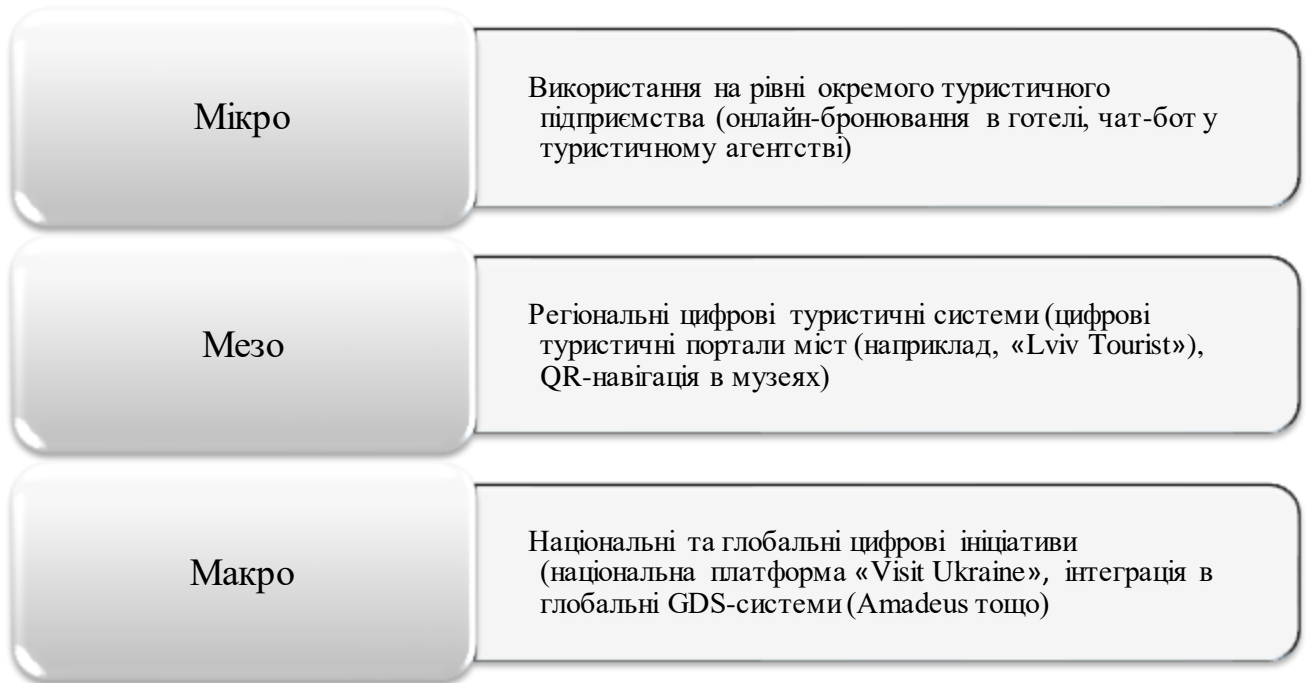 Мікро
Використання на рівні окремого туристичного
підприємства (онлайн-бронювання в готелі, чат-бот у
туристичному агентстві)
Мезо
Регіональні цифрові туристичні системи (цифрові
туристичні портали міст (наприклад, «Lviv Tourist»),
QR-навігація в музеях)
Макро
Національні та глобальні цифрові ініціативи
(національна платформа «Visit Ukraine», інтеграція в
глобальні GDS-системи (Amadeus тощо)